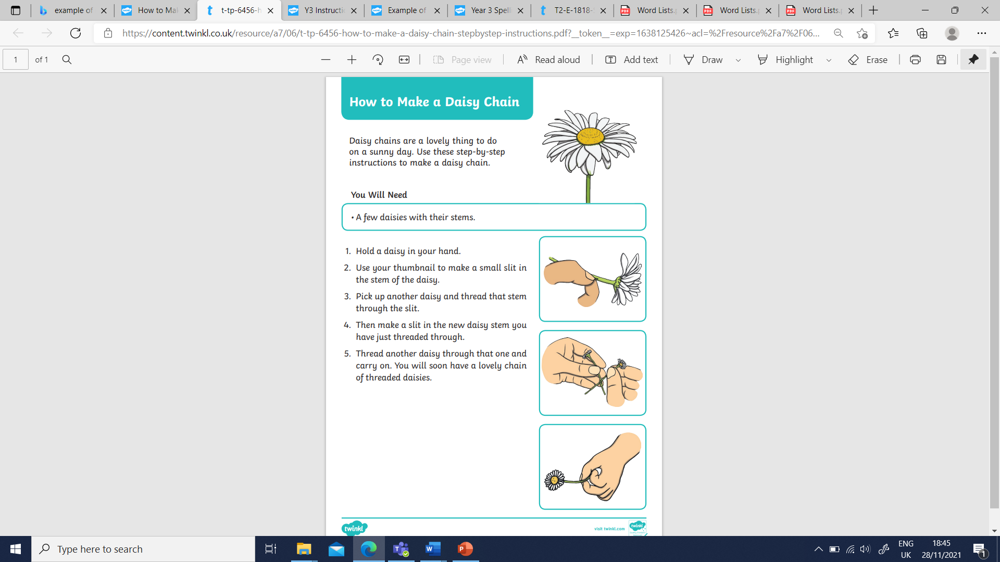 example of
How to Mak
t-tp-6456-h
Y3 Instructi
Example of
Year 3 Spell
T2-E-1818-
Word Lists.
Word Lists.
Word Lists.
https://content.twinkl.co.uk/resource/a7/06/t-tp-6456-how-to-make-a-daisy-chain-stepbystep-instructions.pdf?__token__=exp=1638125426~acl=%2Fresource%2Fa7%2F06...
1 of 1
Page view
Read aloud
Add text
Draw
Highlight
Erase
How to Make a Daisy Chain
Daisy chains are a lovely thing to do
on a sunny day. Use these step-by-step
instructions to make a daisy chain.
You Will Need
• A few daisies with their stems.
1. Hold a daisy in your hand.
2. Use your thumbnail to make a small slit in
the stem of the daisy.
3. Pick up another daisy and thread that stem
through the slit.
4. Then make a slit in the new daisy stem you
have just threaded through.
5. Thread another daisy through that one and
carry on. You will soon have a lovely chain
of threaded daisies.
twinkl
visit twinkl.com
twinkl
Type here to search
ENG
UK
18:45
28/11/2021
1